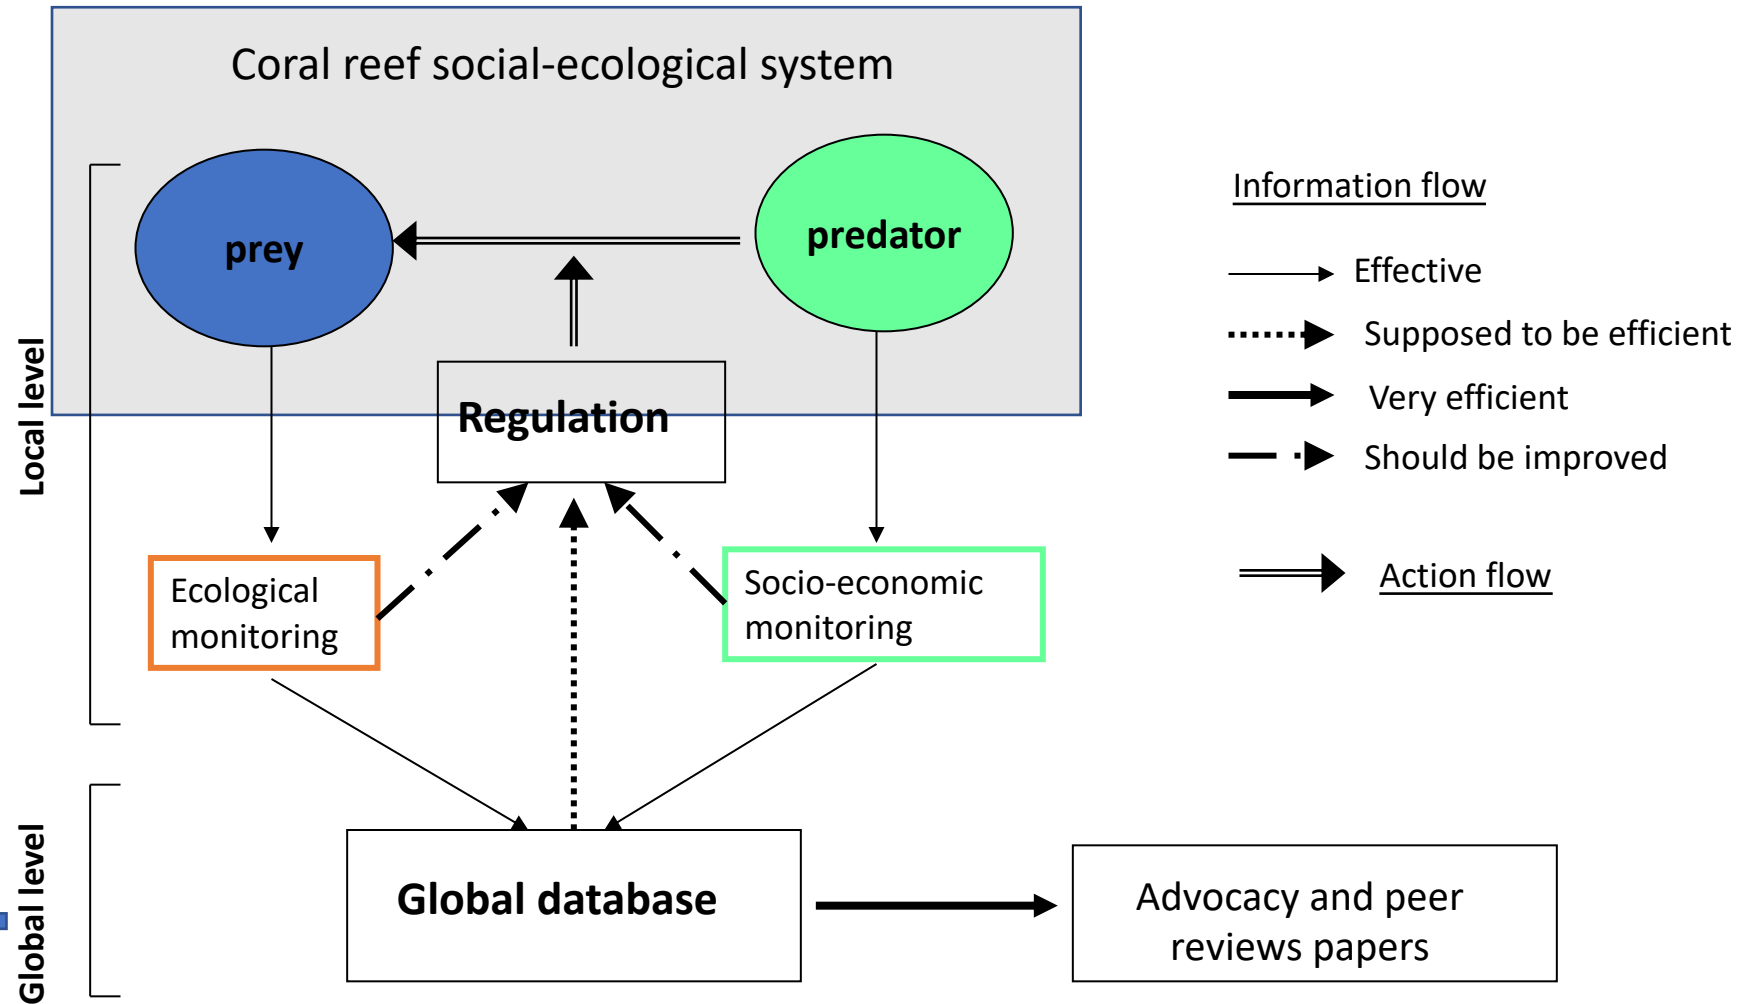 Coral reef social-ecological system
prey
predator
Regulation
Local level
Ecological
monitoring
Socio-economic
monitoring
Global level
Global database
Advocacy and peer
reviews papers
Information flow
Effective
Supposed to be efficient
Very efficient
Should be improved
Action flow